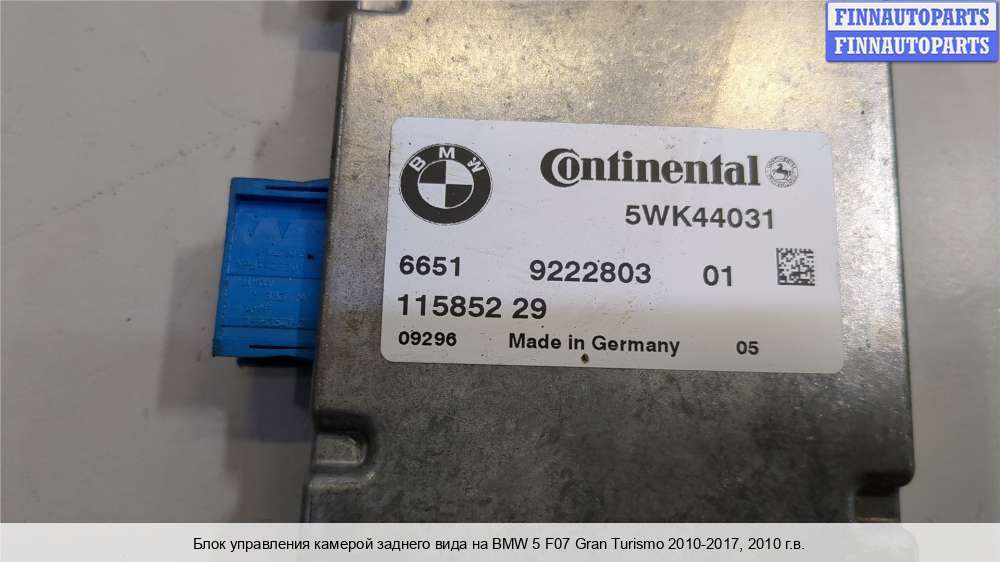 FINNAUTOPARTS
FINNAUTOPARTS
BMW
Continental
5WK44031
6651 9222803 01
115852 29
09296 Made in Germany 05
Блок управления камерой заднего вида на BMW 5 F07 Gran Turismo 2010-2017, 2010 г.в.